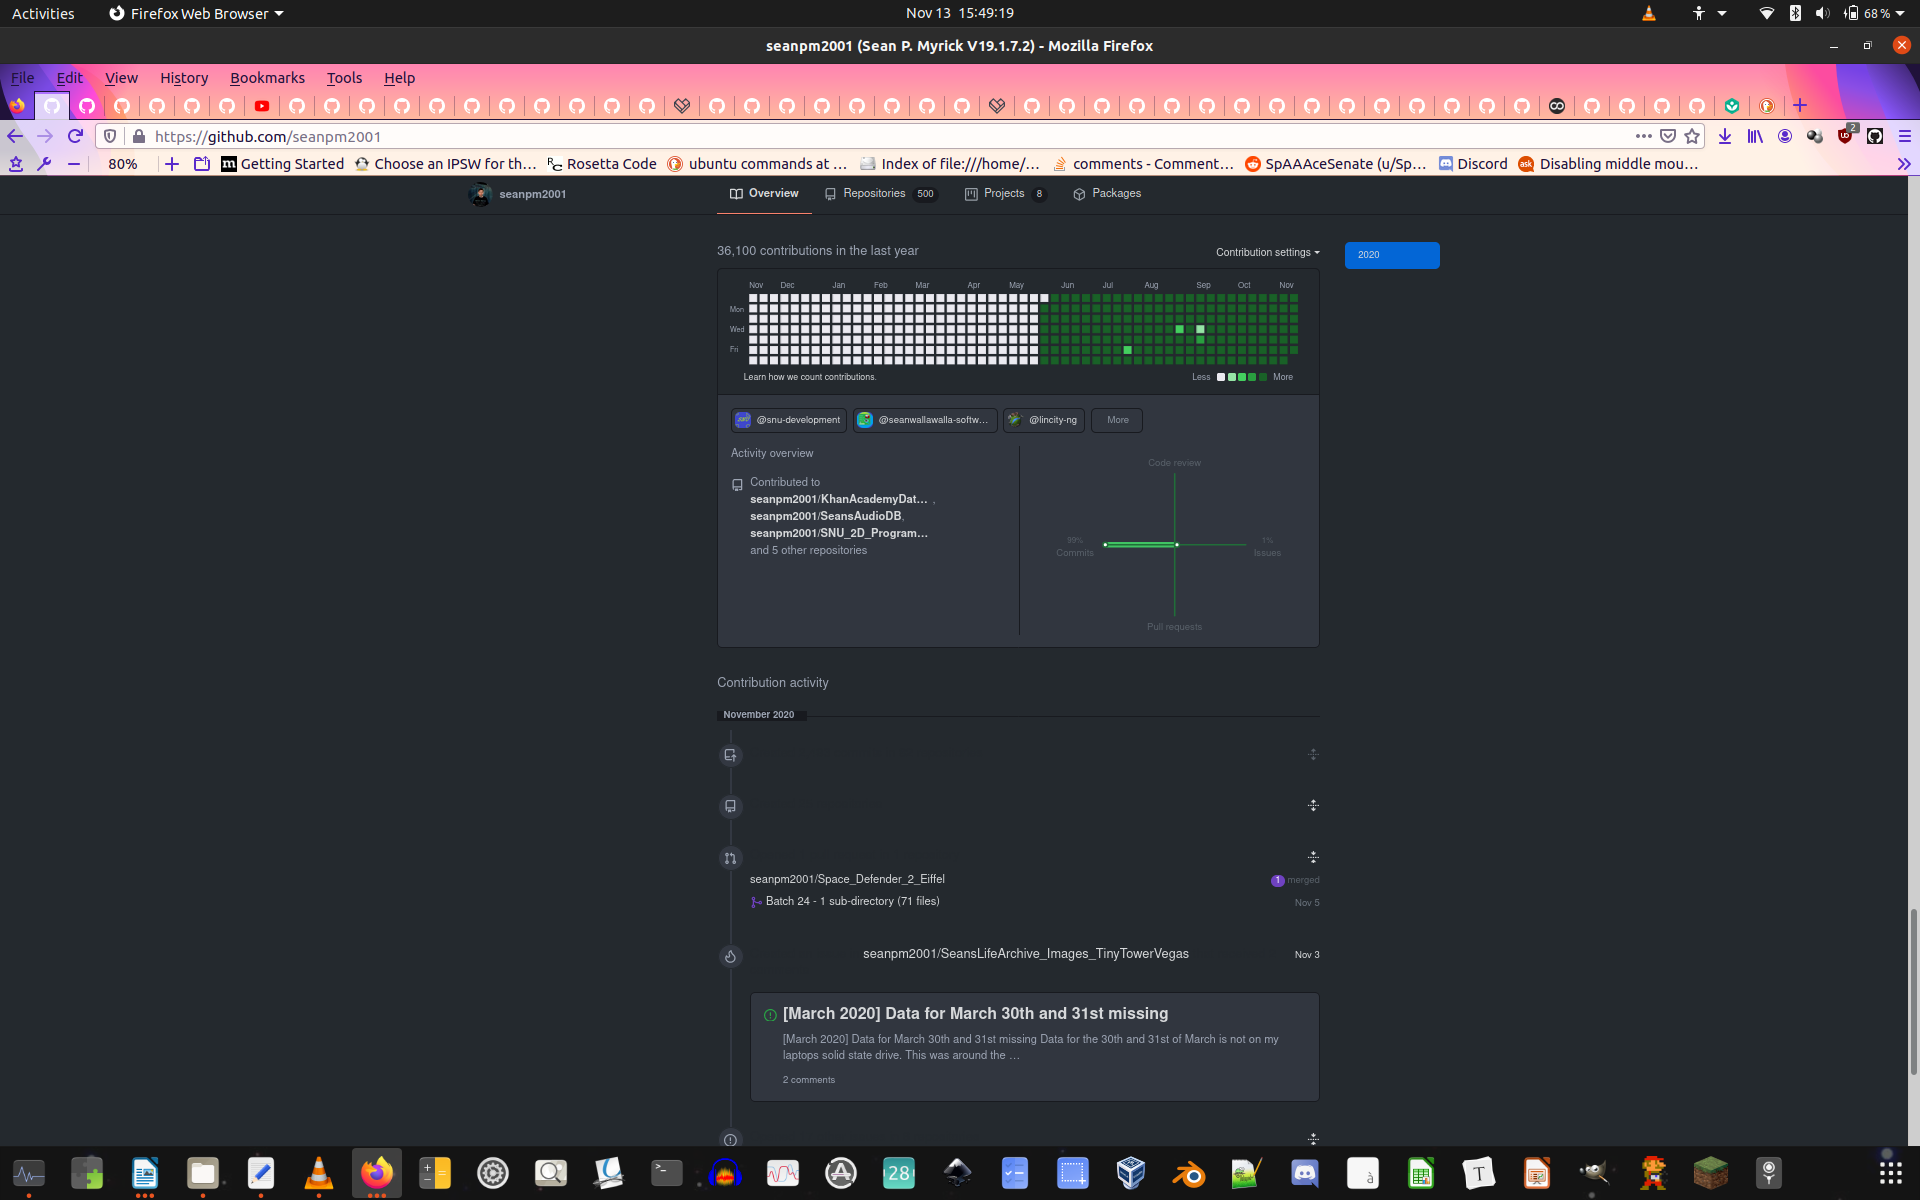 Activities
Firefox Web Browser
Nov 13 15:49:19
68 %
seanpm2001 (Sean P. Myrick V19.1.7.2) - Mozilla Firefox
File Edit View History Bookmarks Tools Help
https://github.com/seanpm2001
2
80%
Getting Started
Choose an IPSW for th…
Rosetta Code
ubuntu commands at …
Index of file:///home/…
comments - Comment…
SpAAAceSenate (u/Sp…
Discord
Disabling middle mou…
seanpm2001
Overview
Repositories 500
Projects 8
Packages
36,100 contributions in the last year
Contribution settings
2020
Nov Dec Jan Feb Mar Apr May Jun Jul Aug Sep Oct Nov
Mon
Wed
Fri
Learn how we count contributions.
Less More
@snu-development
@seanwallawalla-softw…
@lincity-ng
More
Activity overview
Contributed to
seanpm2001/KhanAcademyDat… ,
seanpm2001/SeansAudioDB,
seanpm2001/SNU_2D_Program…
and 5 other repositories
Code review
99%
Commits
1%
Issues
Pull requests
Contribution activity
November 2020
seanpm2001/Space_Defender_2_Eiffel
1 merged
Batch 24 - 1 sub-directory (71 files)
Nov 5
seanpm2001/SeansLifeArchive_Images_TinyTowerVegas
Nov 3
[March 2020] Data for March 30th and 31st missing
[March 2020] Data for March 30th and 31st missing Data for the 30th and 31st of March is not on my
laptops solid state drive. This was around the …
2 comments
28